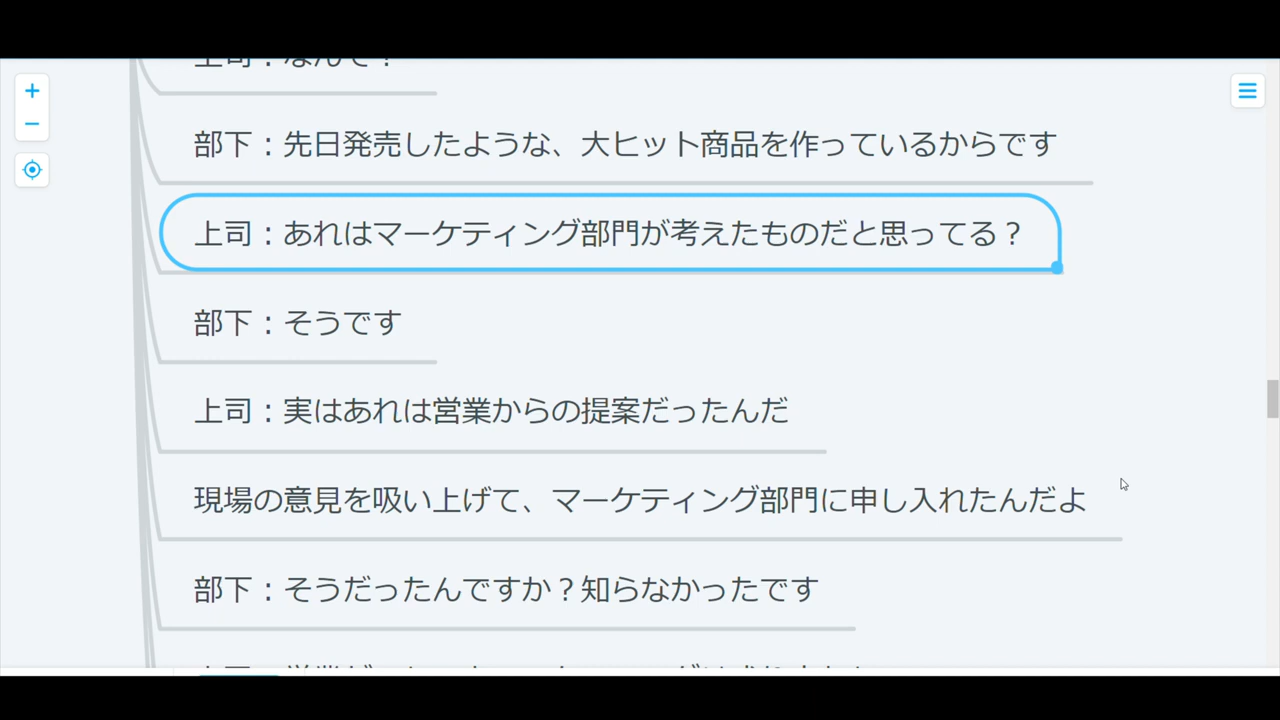 上司：なんで？
部下：先日発売したような、大ヒット商品を作っているからです
上司：あれはマーケティング部門が考えたものだと思ってる？
部下：そうです
上司：実はあれは営業からの提案だったんだ
現場の意見を吸い上げて、マーケティング部門に申し入れたんだよ
部下：そうだったんですか？知らなかったです